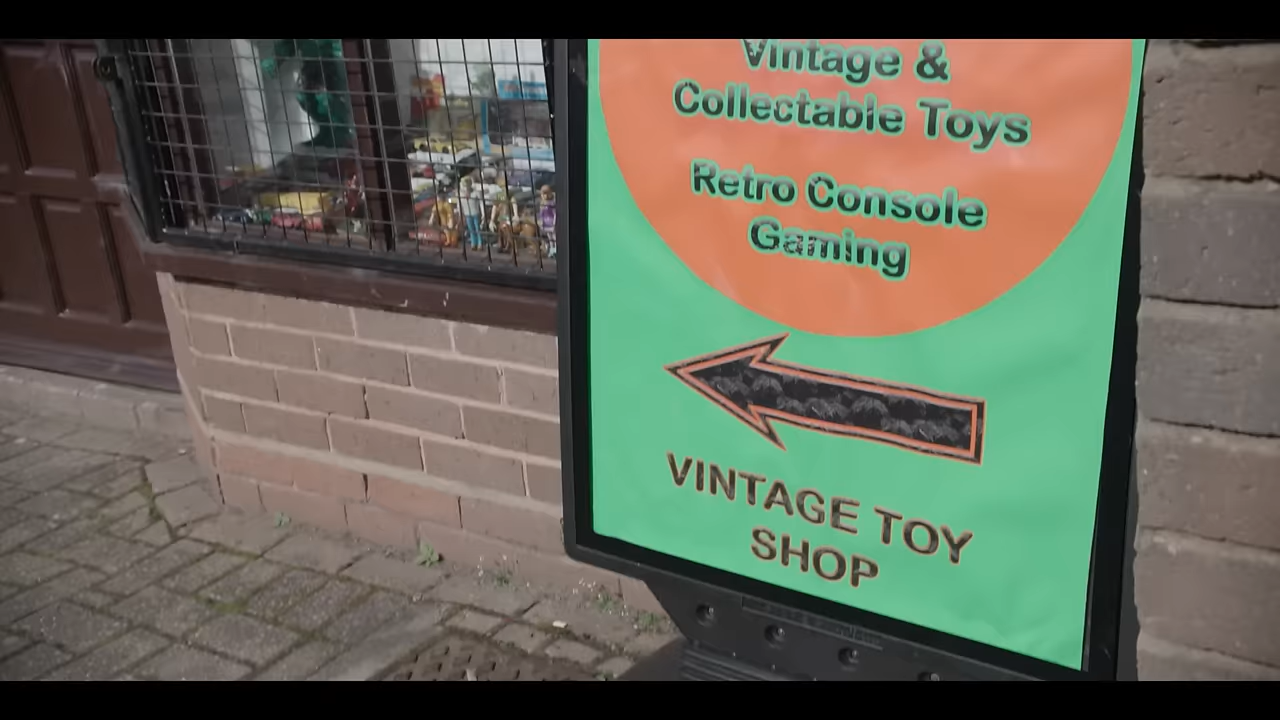 Vintage &
Collectable Toys
Retro Console
Gaming
VINTAGE TOY
SHOP